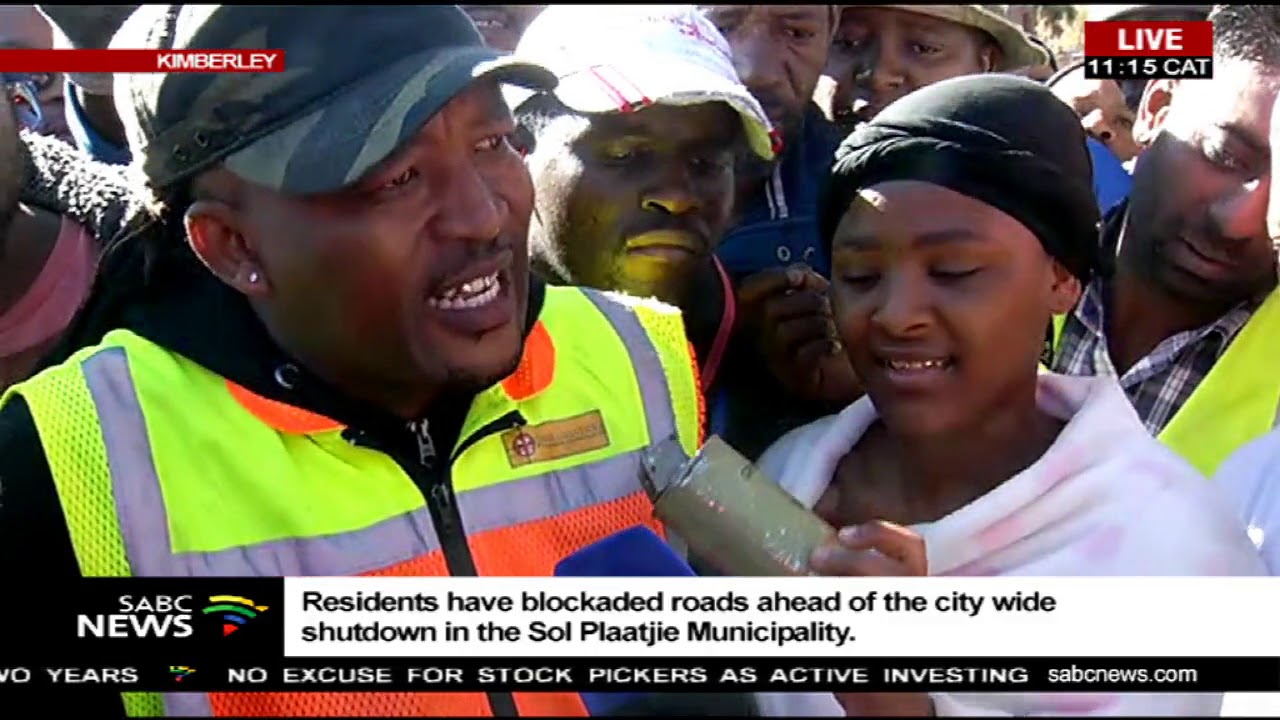 KIMBERLEY
LIVE
11:15 CAT
SABC
NEWS
Residents have blockaded roads ahead of the city wide
shutdown in the Sol Plaatjie Municipality.
WO YEARS NO EXCUSE FOR STOCK PICKERS AS ACTIVE INVESTING sabcnews.com